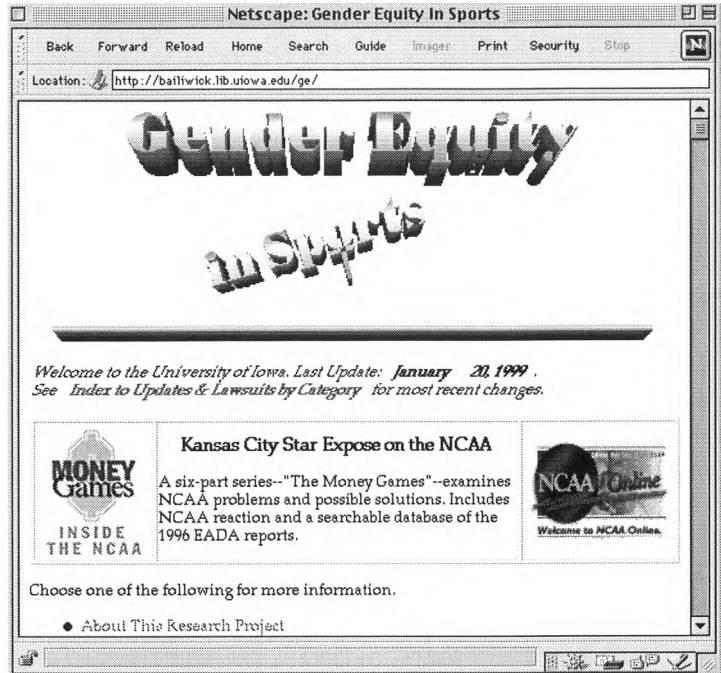 Netscape: Gender Equity In Sports
Back Forward Reload Home Search Guide Images Print Security Stop
N
Location: http://bailiwick.lib.uiowa.edu/ge/
Gender Equity
in Sports
Welcome to the University of Iowa. Last Update: January 20, 1999 .
See Index to Updates & Lawsuits by Category for most recent changes.
MONEY
Games
INSIDE
THE NCAA
Kansas City Star Expose on the NCAA
A six-part series--"The Money Games"--examines
NCAA problems and possible solutions. Includes
NCAA reaction and a searchable database of the
1996 EADA reports.
NCAA Online
Welcome to NCAA Online.
Choose one of the following for more information.
• About This Research Project